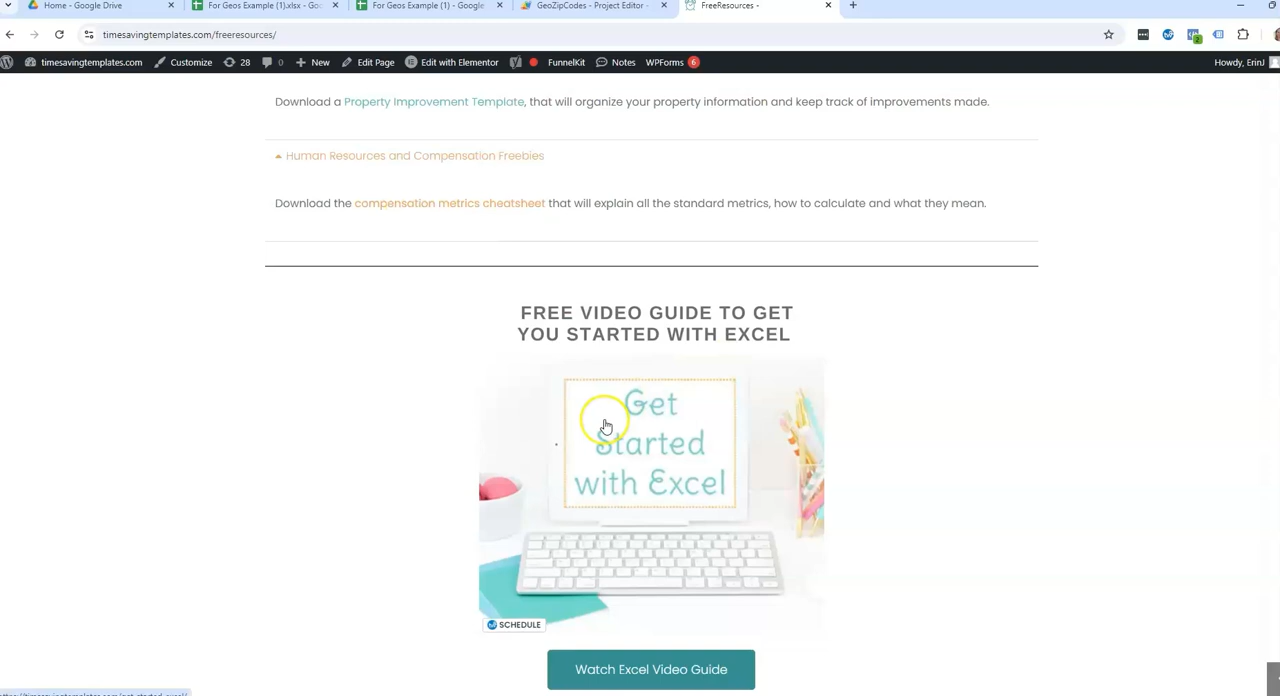 Home - Google Drive
For Geos Example (1).xlsx - Goo
For Geos Example (1) - Google
GeoZipCodes - Project Editor -
FreeResources -
timesavingtemplates.com/freeresources/
2
timesavingtemplates.com
Customize
28
0
New
Edit Page
Edit with Elementor
FunnelKit
Notes
WPForms 6
Howdy, ErinJ
Download a Property Improvement Template, that will organize your property information and keep track of improvements made.
Human Resources and Compensation Freebies
Download the compensation metrics cheatsheet that will explain all the standard metrics, how to calculate and what they mean.
FREE VIDEO GUIDE TO GET
YOU STARTED WITH EXCEL
Get
Started
with Excel
SCHEDULE
Watch Excel Video Guide